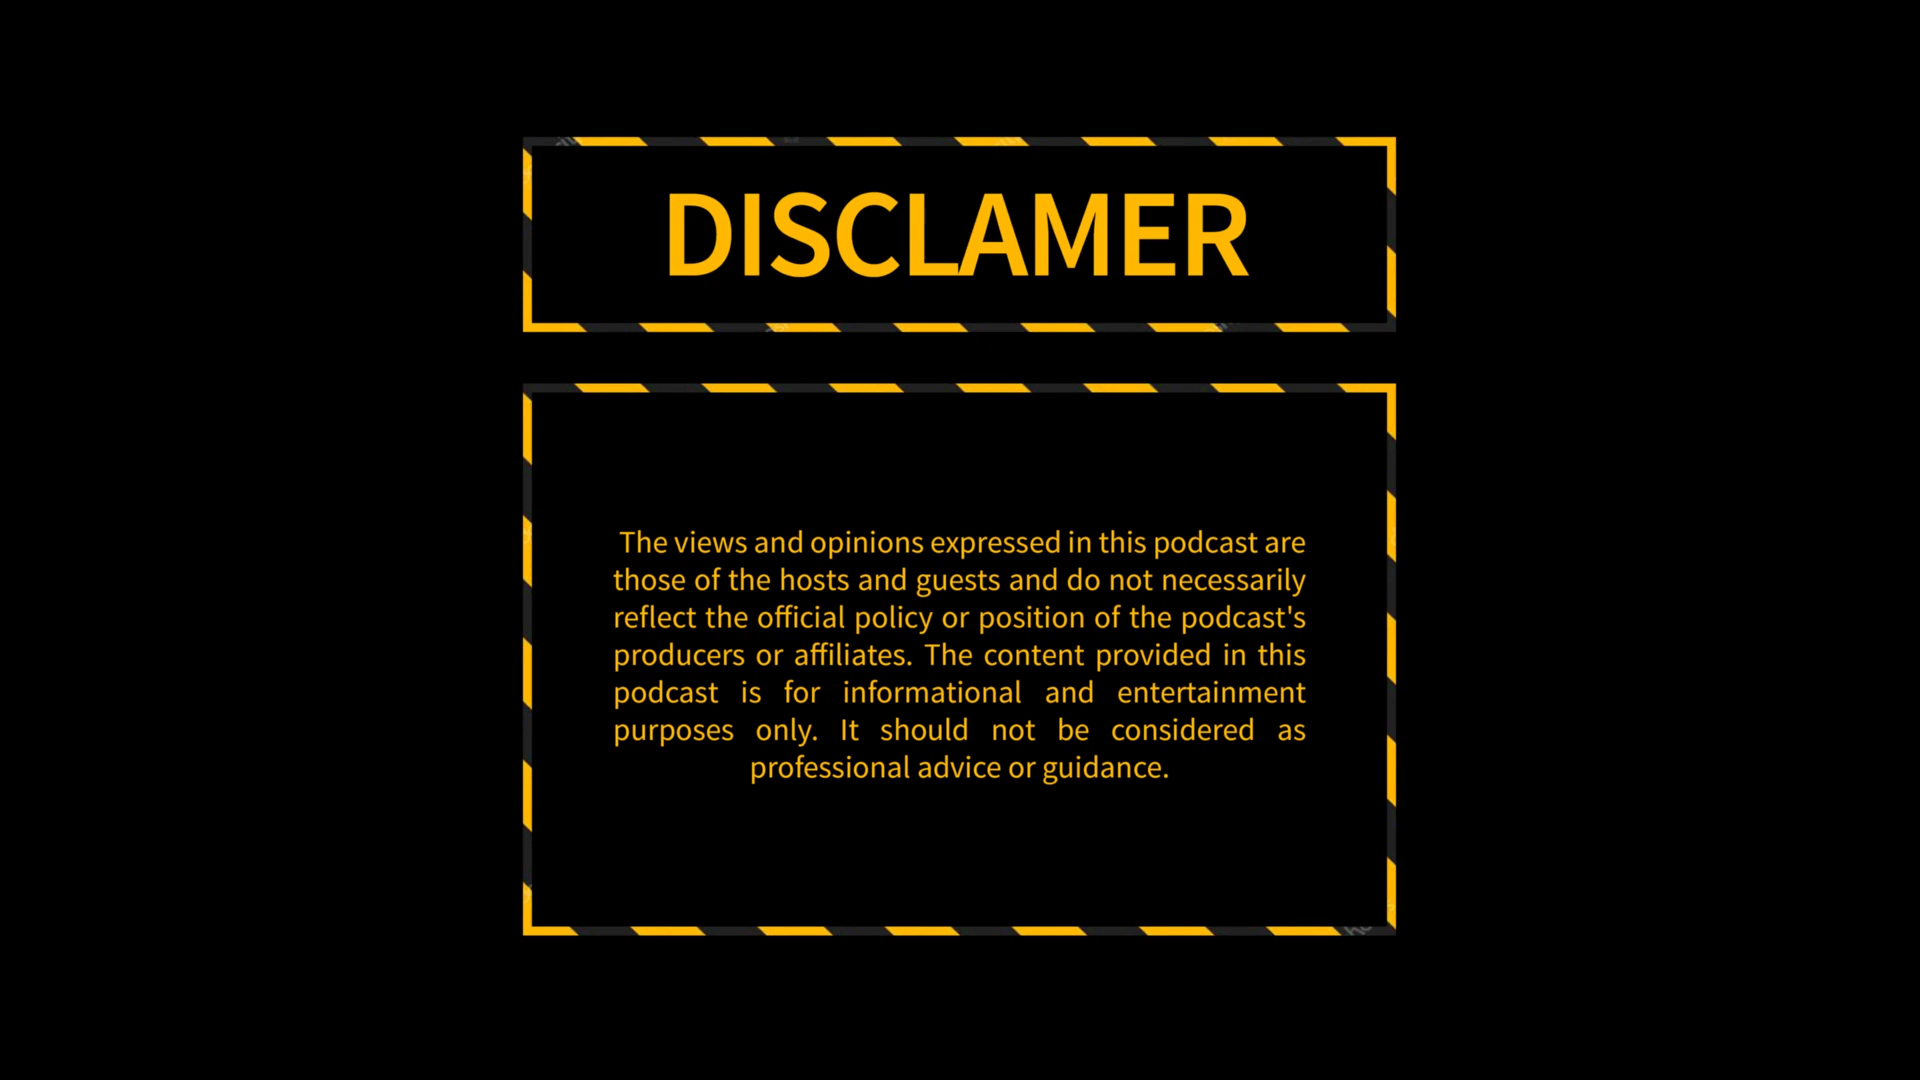 DISCLAMER
The views and opinions expressed in this podcast are
those of the hosts and guests and do not necessarily
reflect the official policy or position of the podcast's
producers or affiliates. The content provided in this
podcast is for informational and entertainment
purposes only. It should not be considered as
professional advice or guidance.